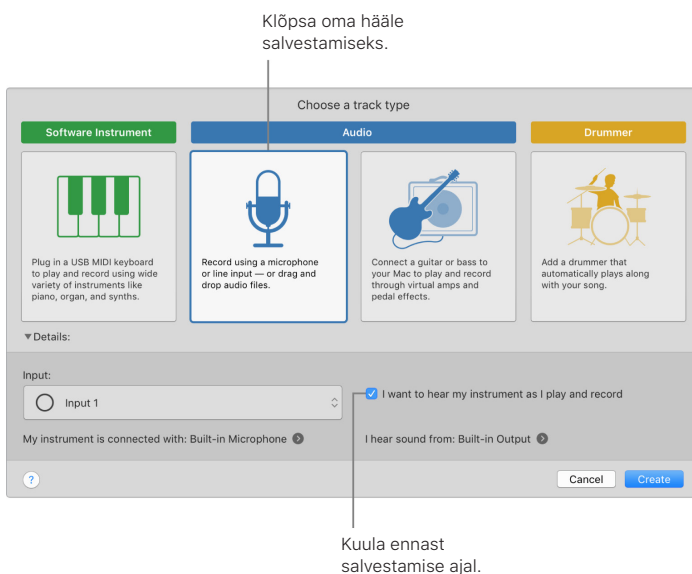 Klõpsa oma hääle
salvestamiseks.
Choose a track type
Software Instrument
Audio
Drummer
Plug in a USB MIDI keyboard
to play and record using wide
variety of instruments like
piano, organ, and synths.
Record using a microphone
or line input — or drag and
drop audio files.
Connect a guitar or bass to
your Mac to play and record
through virtual amps and
pedal effects.
Add a drummer that
automatically plays along
with your song.
▼Details:
Input:
Input 1
I want to hear my instrument as I play and record
My instrument is connected with: Built-in Microphone
I hear sound from: Built-in Output
?
Cancel
Create
Kuula ennast
salvestamise ajal.